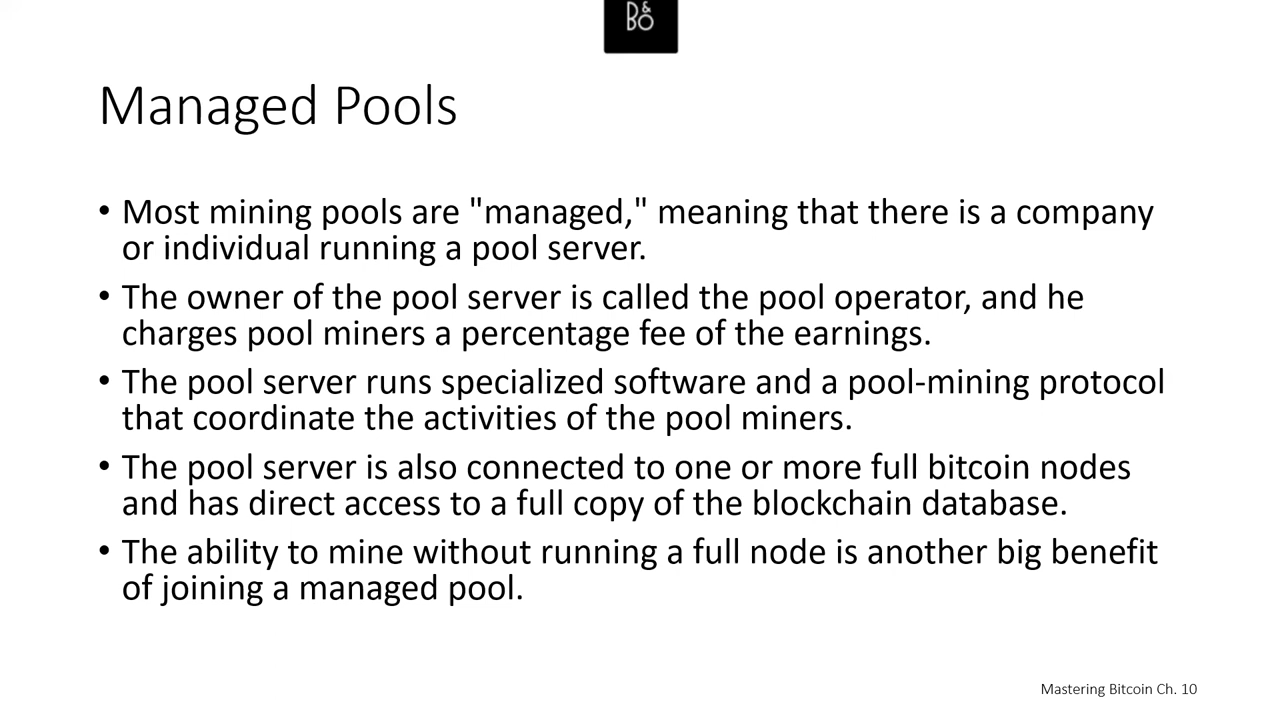 B&O
Managed Pools
• Most mining pools are "managed," meaning that there is a company
or individual running a pool server.
• The owner of the pool server is called the pool operator, and he
charges pool miners a percentage fee of the earnings.
• The pool server runs specialized software and a pool-mining protocol
that coordinate the activities of the pool miners.
• The pool server is also connected to one or more full bitcoin nodes
and has direct access to a full copy of the blockchain database.
• The ability to mine without running a full node is another big benefit
of joining a managed pool.
Mastering Bitcoin Ch. 10